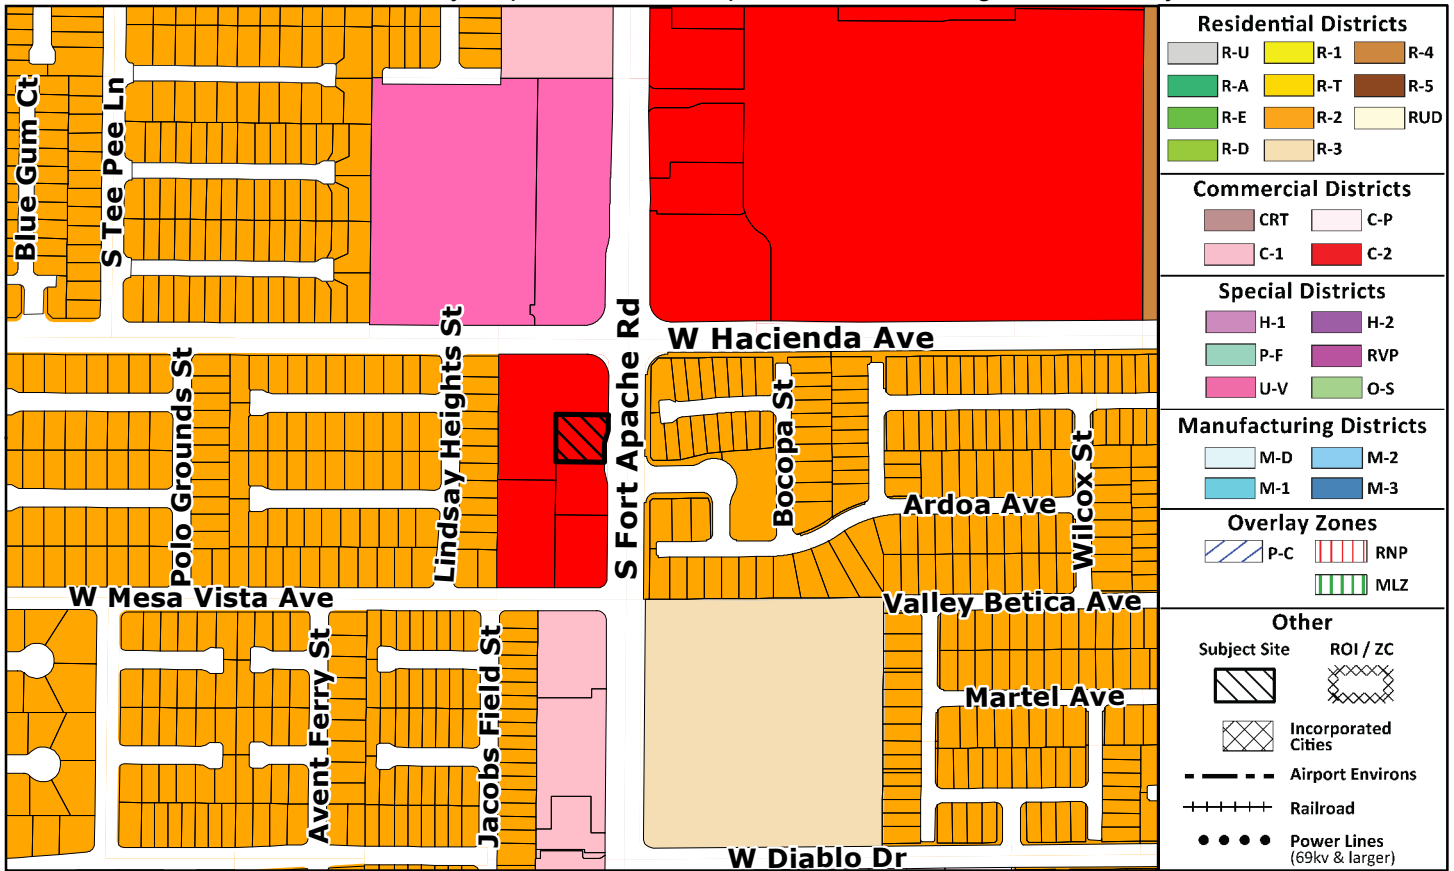 Blue Gum Ct
S Tee Pee Ln
W Hacienda Ave
S Fort Apache Rd
Polo Grounds St
Lindsay Heights St
Bocopa St
Wilcox St
Ardoa Ave
W Mesa Vista Ave
Valley Betica Ave
Avent Ferry St
Jacobs Field St
Martel Ave
W Diablo Dr
Residential Districts
R-U R-1 R-4
R-A R-T R-5
R-E R-2 RUD
R-D R-3
Commercial Districts
CRT C-P
C-1 C-2
Special Districts
H-1 H-2
P-F RVP
U-V O-S
Manufacturing Districts
M-D M-2
M-1 M-3
Overlay Zones
P-C RNP
MLZ
Other
Subject Site ROI / ZC
Incorporated
Cities
Airport Environs
Railroad
Power Lines
(69kv & larger)